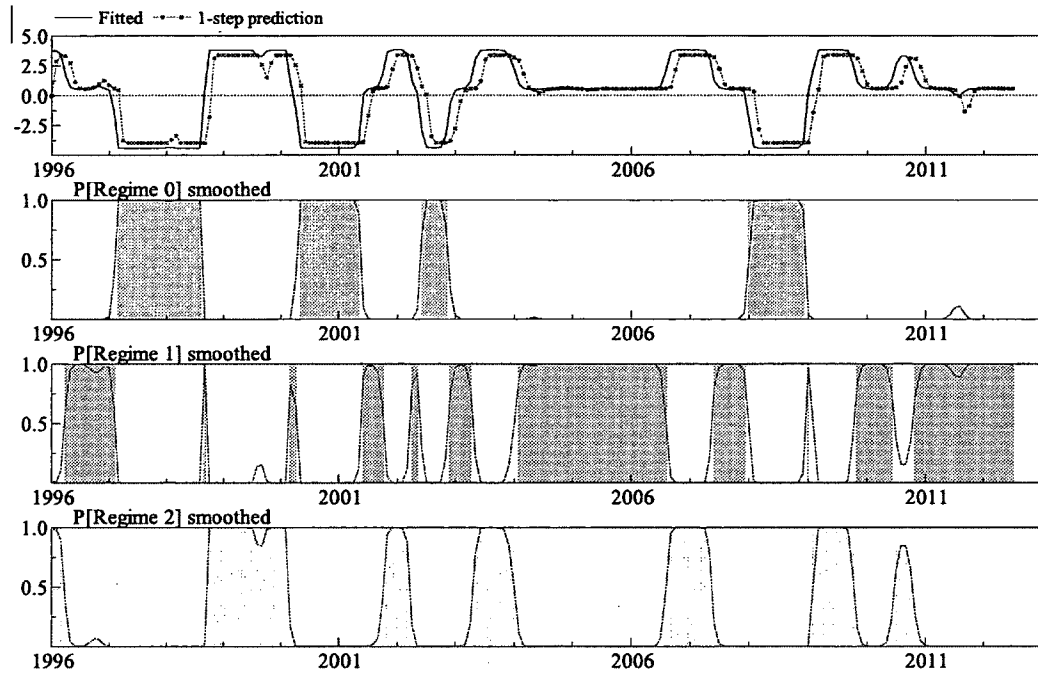 Fitted 1-step prediction
5.0
2.5
0.0
-2.5
1996 2001 2006 2011
P[Regime 0] smoothed
1.0
0.5
1996 2001 2006 2011
P[Regime 1] smoothed
1.0
0.5
1996 2001 2006 2011
P[Regime 2] smoothed
1.0
0.5
1996 2001 2006 2011